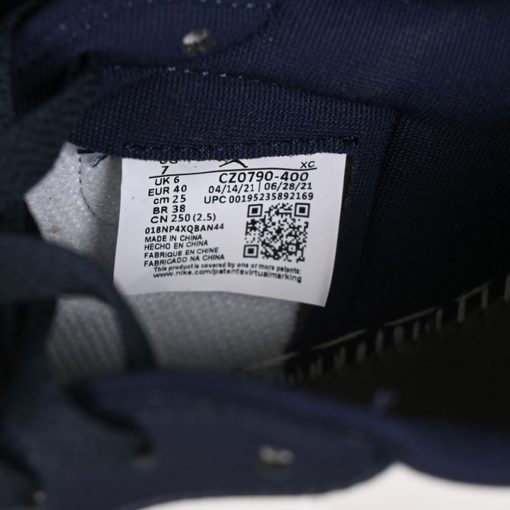 7 XC
UK 6 CZ0790-400
EUR 40 04/14/21 06/28/21
cm 25 UPC 00195235892169
BR 38
CN 250 (2.5)
018NP4XQBAN44
MADE IN CHINA
HECHO EN CHINA
FABRIQUE EN CHINE
FABRICADO NA CHINA
This product is covered by one or more patents:
www.nike.com/patentsvirtualmarking